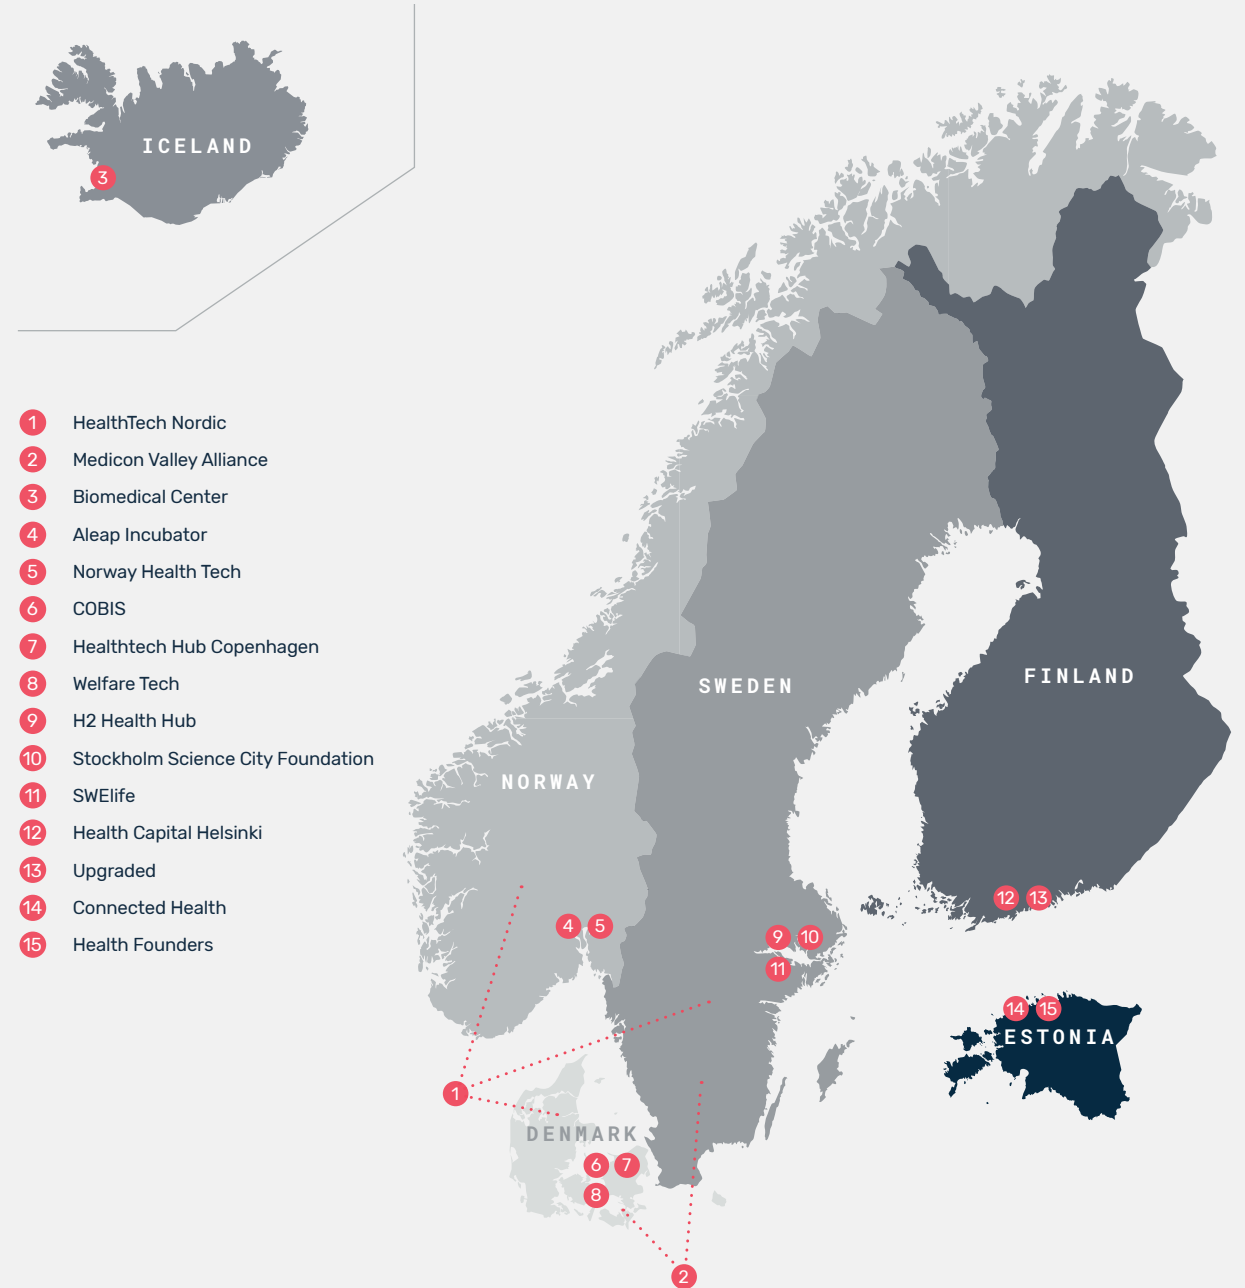 ICELAND
3
1 HealthTech Nordic
2 Medicon Valley Alliance
3 Biomedical Center
4 Aleap Incubator
5 Norway Health Tech
6 COBIS
7 Healthtech Hub Copenhagen
8 Welfare Tech
9 H2 Health Hub
10 Stockholm Science City Foundation
11 SWElife
12 Health Capital Helsinki
13 Upgraded
14 Connected Health
15 Health Founders
FINLAND
SWEDEN
NORWAY
12 13
4 5
9 10
11
14 15
ESTONIA
1
DENMARK
6 7
8
2